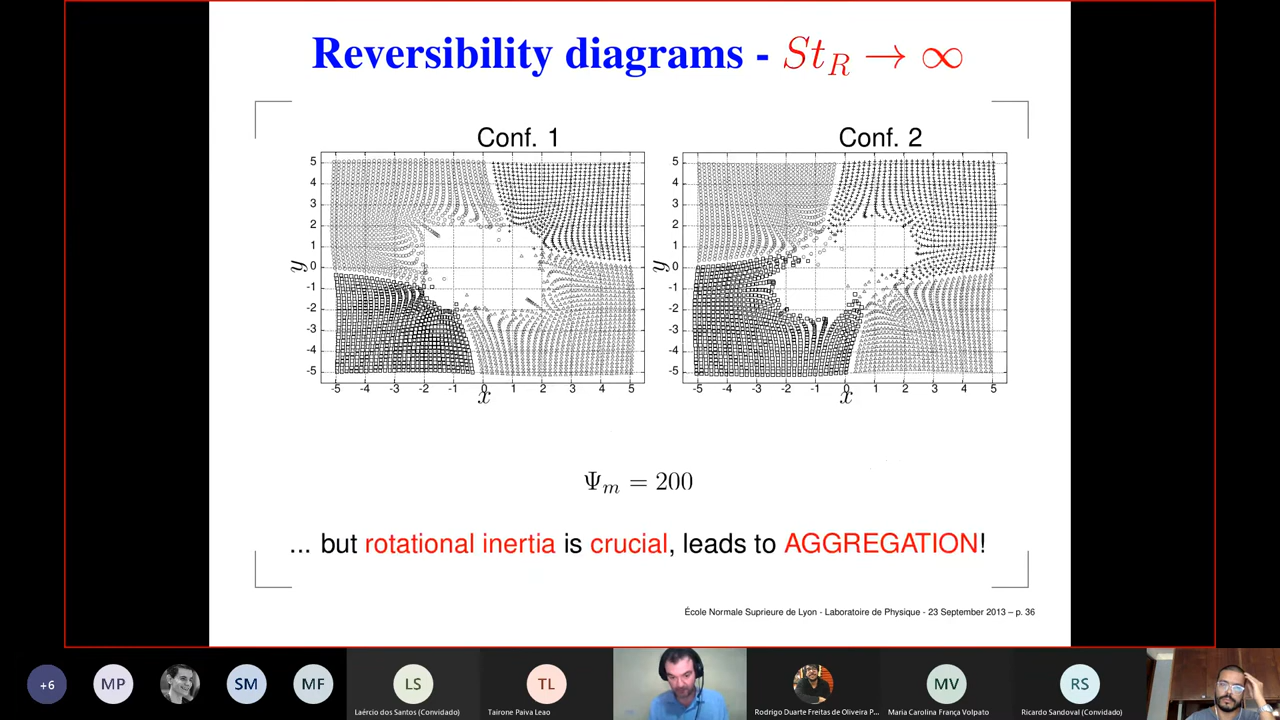 Reversibility diagrams - St_R → ∞
Conf. 1
Conf. 2
5
4
3
2
1
0
-1
-2
-3
-4
-5
y
-5 -4 -3 -2 -1 0 1 2 3 4 5
x
5
4
3
2
1
0
-1
-2
-3
-4
-5
y
-5 -4 -3 -2 -1 0 1 2 3 4 5
x
Ψ_m = 200
... but rotational inertia is crucial, leads to AGGREGATION!
École Normale Suprieure de Lyon - Laboratoire de Physique - 23 September 2013 – p. 36
+6
MP
SM
MF
LS
TL
MV
RS
Laércio dos Santos (Convidado)
Tairone Paiva Leao
Rodrigo Duarte Freitas de Oliveira P...
Maria Carolina França Volpato
Ricardo Sandoval (Convidado)